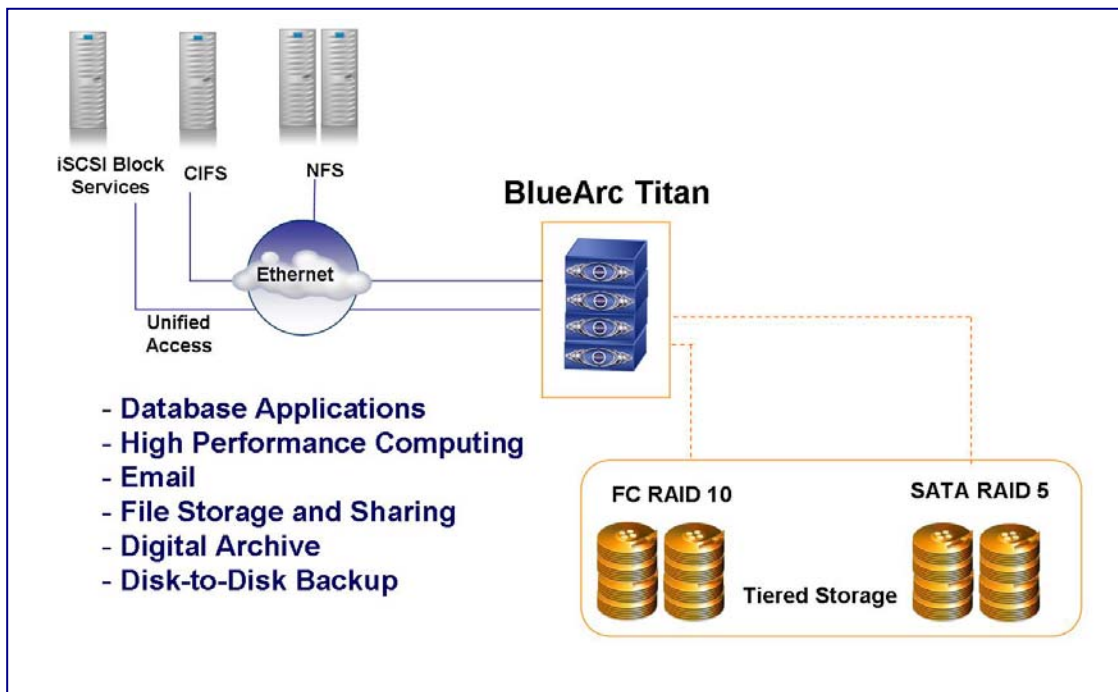 iSCSI Block
Services
CIFS
NFS
BlueArc Titan
Ethernet
Unified
Access
- Database Applications
- High Performance Computing
- Email
- File Storage and Sharing
- Digital Archive
- Disk-to-Disk Backup
FC RAID 10
SATA RAID 5
Tiered Storage